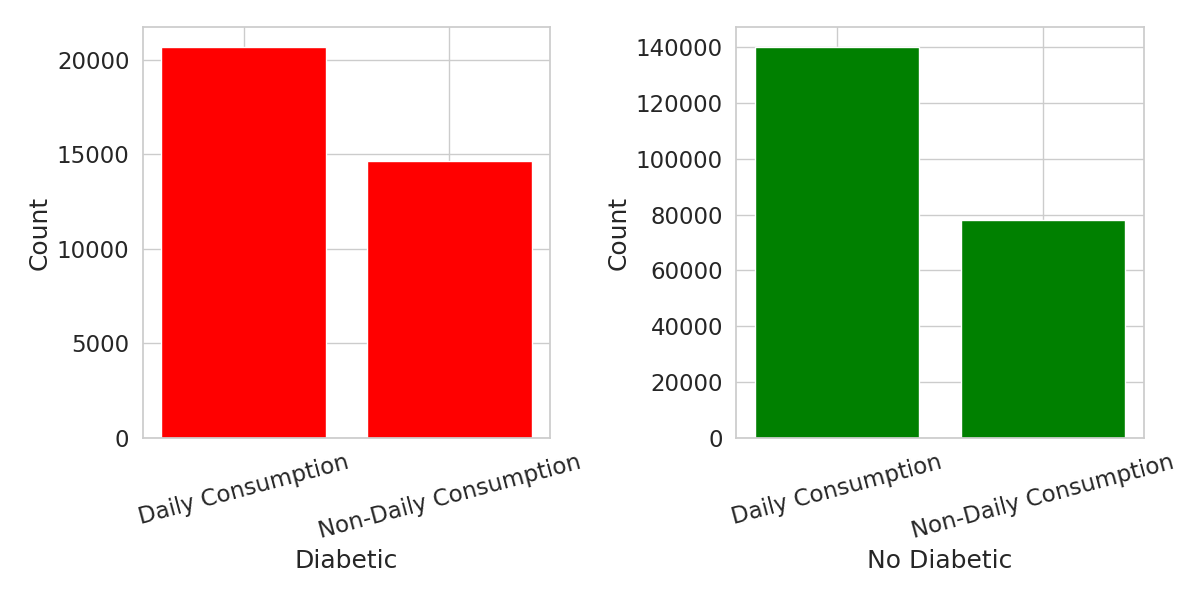 20000
15000
10000
5000
0
Count
Daily Consumption
Non-Daily Consumption
Diabetic
140000
120000
100000
80000
60000
40000
20000
0
Count
Daily Consumption
Non-Daily Consumption
No Diabetic